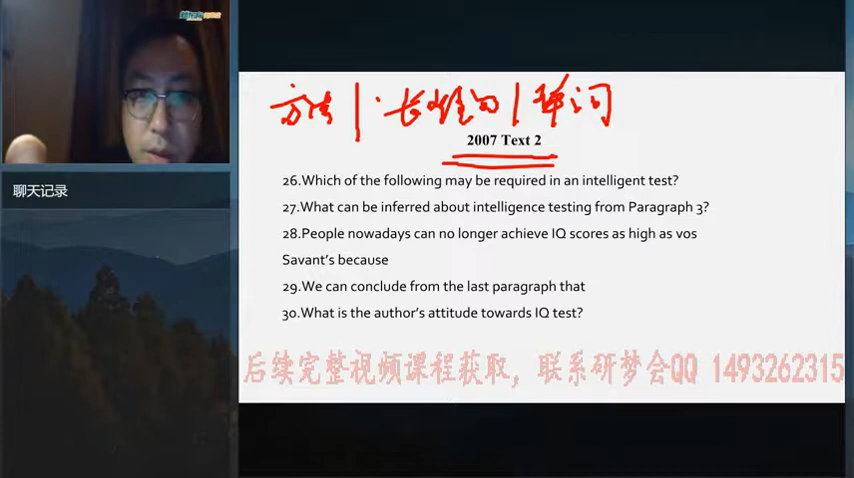 聊天记录
方法 | 长难句 | 单词
2007 Text 2
26.Which of the following may be required in an intelligent test?
27.What can be inferred about intelligence testing from Paragraph 3?
28.People nowadays can no longer achieve IQ scores as high as vos
Savant’s because
29.We can conclude from the last paragraph that
30.What is the author’s attitude towards IQ test?
后续完整视频课程获取，联系研梦会QQ 1493262315